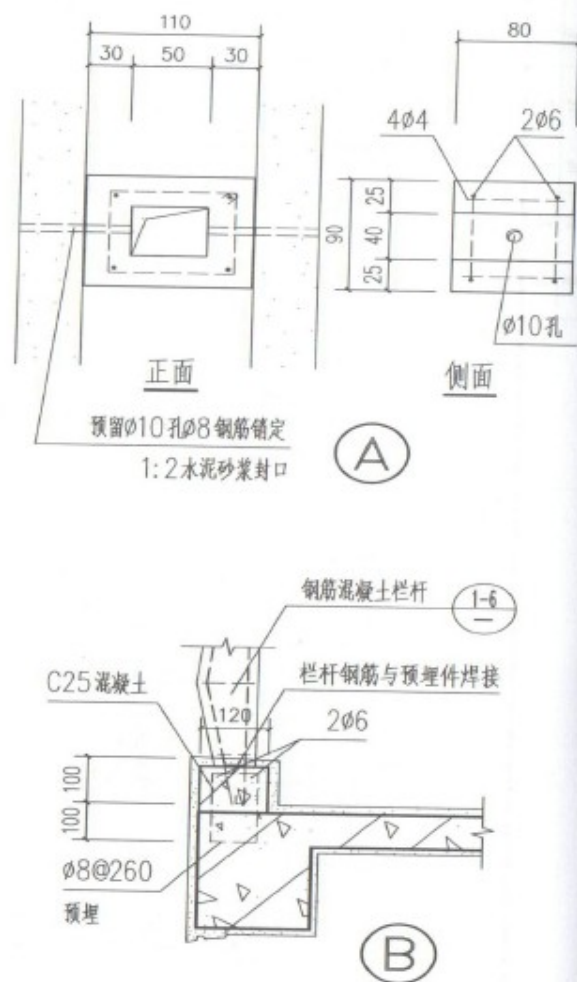 110
30 50 30
80
4ø4
2ø6
25
40
25
90
ø10孔
正面
侧面
预留ø10孔ø8钢筋锚定
1:2水泥砂浆封口
A
钢筋混凝土栏杆
1-6
—
C25混凝土
栏杆钢筋与预埋件焊接
120
2ø6
100
100
ø8@260
预埋
B